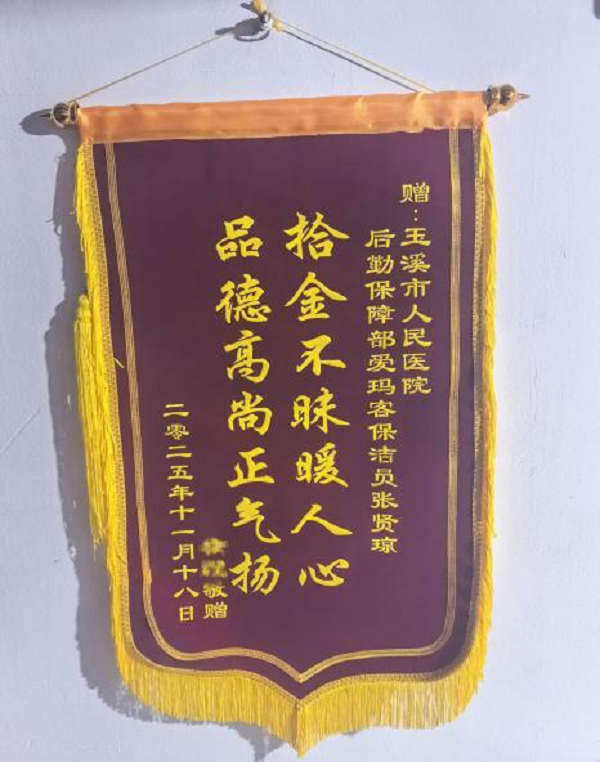 赠：玉溪市人民医院
后勤保障部爱玛客保洁员张贤琼
拾金不昧暖人心
品德高尚正气扬
敬赠
二零二五年十一月十八日